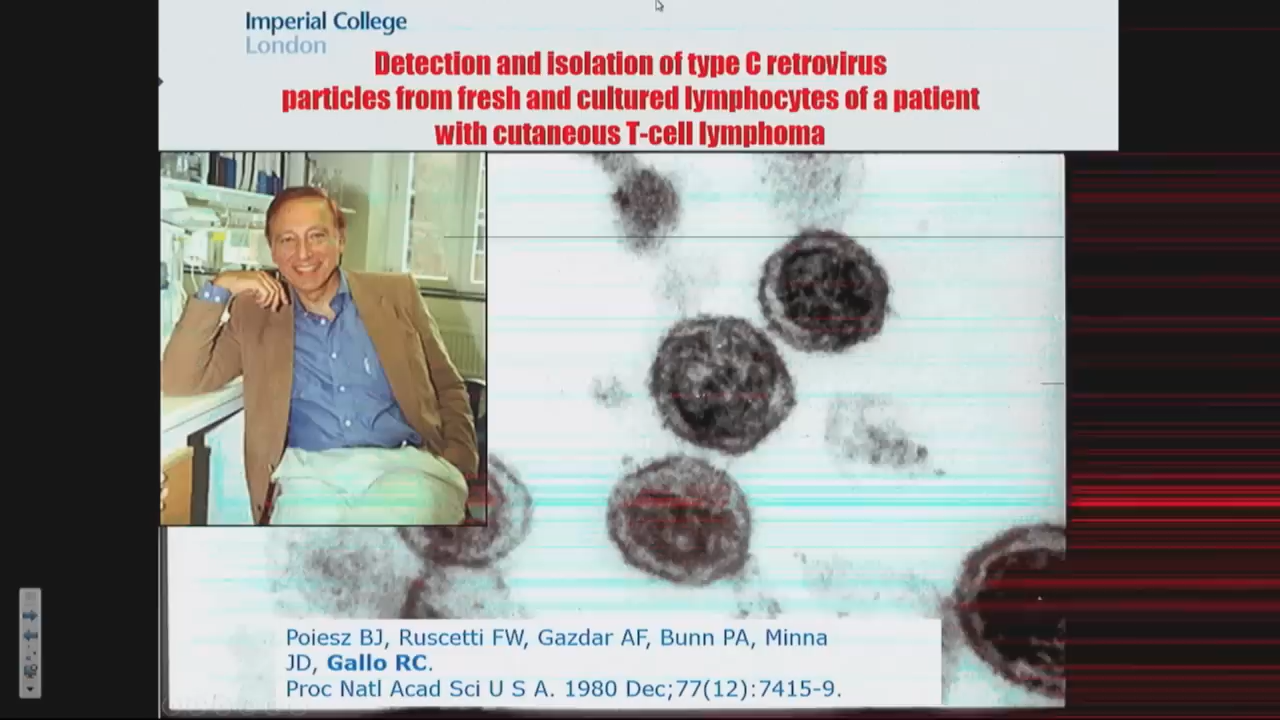 Imperial College
London
Detection and isolation of type C retrovirus
particles from fresh and cultured lymphocytes of a patient
with cutaneous T-cell lymphoma
Poiesz BJ, Ruscetti FW, Gazdar AF, Bunn PA, Minna
JD, Gallo RC.
Proc Natl Acad Sci U S A. 1980 Dec;77(12):7415-9.